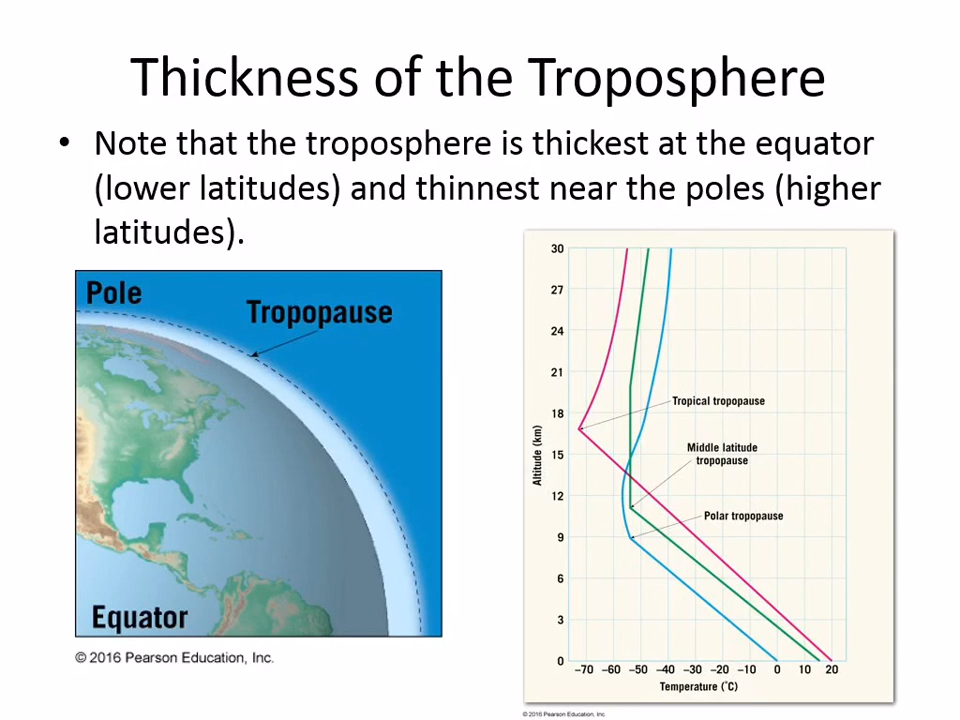 Thickness of the Troposphere
• Note that the troposphere is thickest at the equator
(lower latitudes) and thinnest near the poles (higher
latitudes).
Pole
Tropopause
Equator
© 2016 Pearson Education, Inc.
30
27
24
21
18
15
12
9
6
3
0
Altitude (km)
Tropical tropopause
Middle latitude
tropopause
Polar tropopause
−70 −60 −50 −40 −30 −20 −10 0 10 20
Temperature (˚C)
© 2016 Pearson Education, Inc.